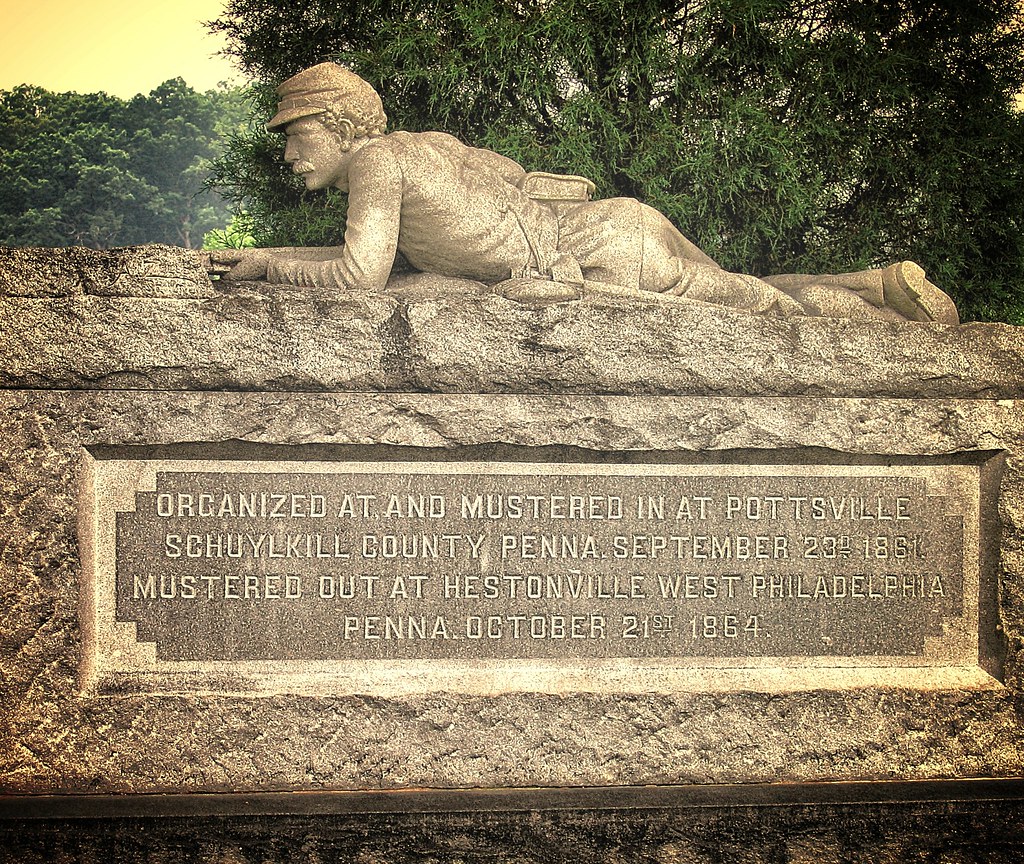 ORGANIZED AT. AND MUSTERED IN AT POTTSVILLE
SCHUYLKILL COUNTY PENNA. SEPTEMBER 23D 1861.
MUSTERED OUT AT HESTONVILLE WEST PHILADELPHIA
PENNA. OCTOBER 21ST 1864.